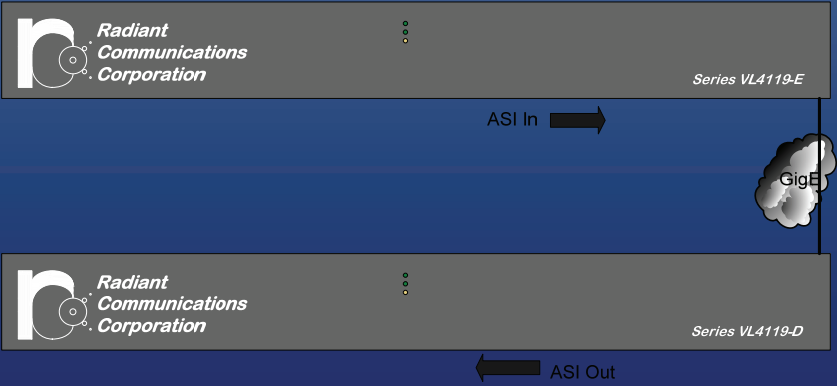 Radiant
Communications
Corporation
Series VL4119-E
ASI In
GigE
Radiant
Communications
Corporation
Series VL4119-D
ASI Out